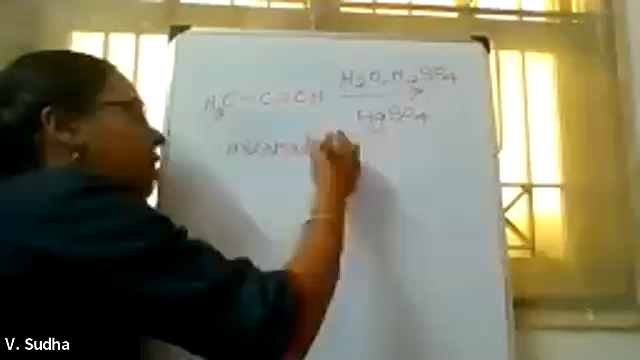 H3C - C ≡ CH H2O, H2SO4
HgSO4
V. Sudha